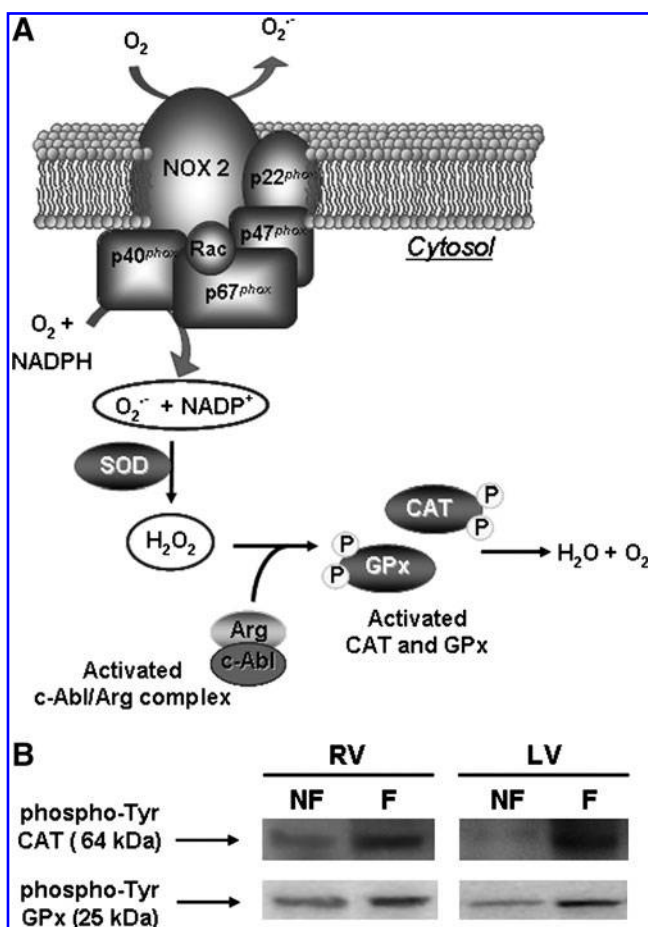 A
O₂
O₂˙⁻
NOX 2
p22phox
p47phox
Rac
p40phox
p67phox
Cytosol
O₂ +
NADPH
O₂˙⁻ + NADP⁺
SOD
H₂O₂
CAT
P
P
P
P
GPx
H₂O + O₂
Activated
CAT and GPx
Arg
c-Abl
Activated
c-Abl/Arg complex
B
RV LV
NF F NF F
phospho-Tyr
CAT (64 kDa)
phospho-Tyr
GPx (25 kDa)